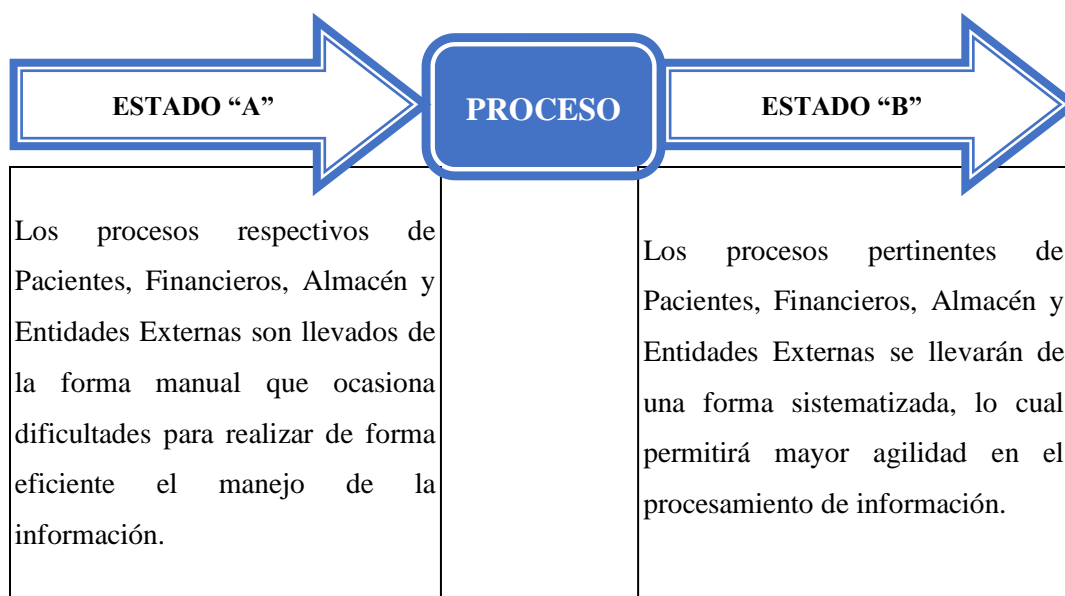 ESTADO “A”
PROCESO
ESTADO “B”
Los procesos respectivos de
Pacientes, Financieros, Almacén y
Entidades Externas son llevados de
la forma manual que ocasiona
dificultades para realizar de forma
eficiente el manejo de la
información.
Los procesos pertinentes de
Pacientes, Financieros, Almacén y
Entidades Externas se llevarán de
una forma sistematizada, lo cual
permitirá mayor agilidad en el
procesamiento de información.